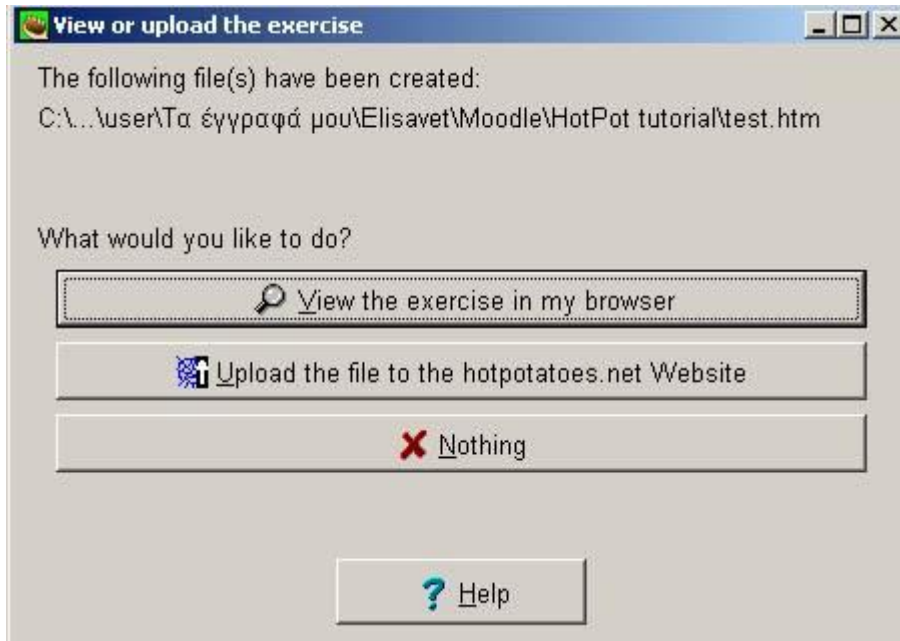 View or upload the exercise
The following file(s) have been created:
C:\...\user\Τα έγγραφά μου\Elisavet\Moodle\HotPot tutorial\test.htm
What would you like to do?
View the exercise in my browser
Upload the file to the hotpotatoes.net Website
Nothing
? Help